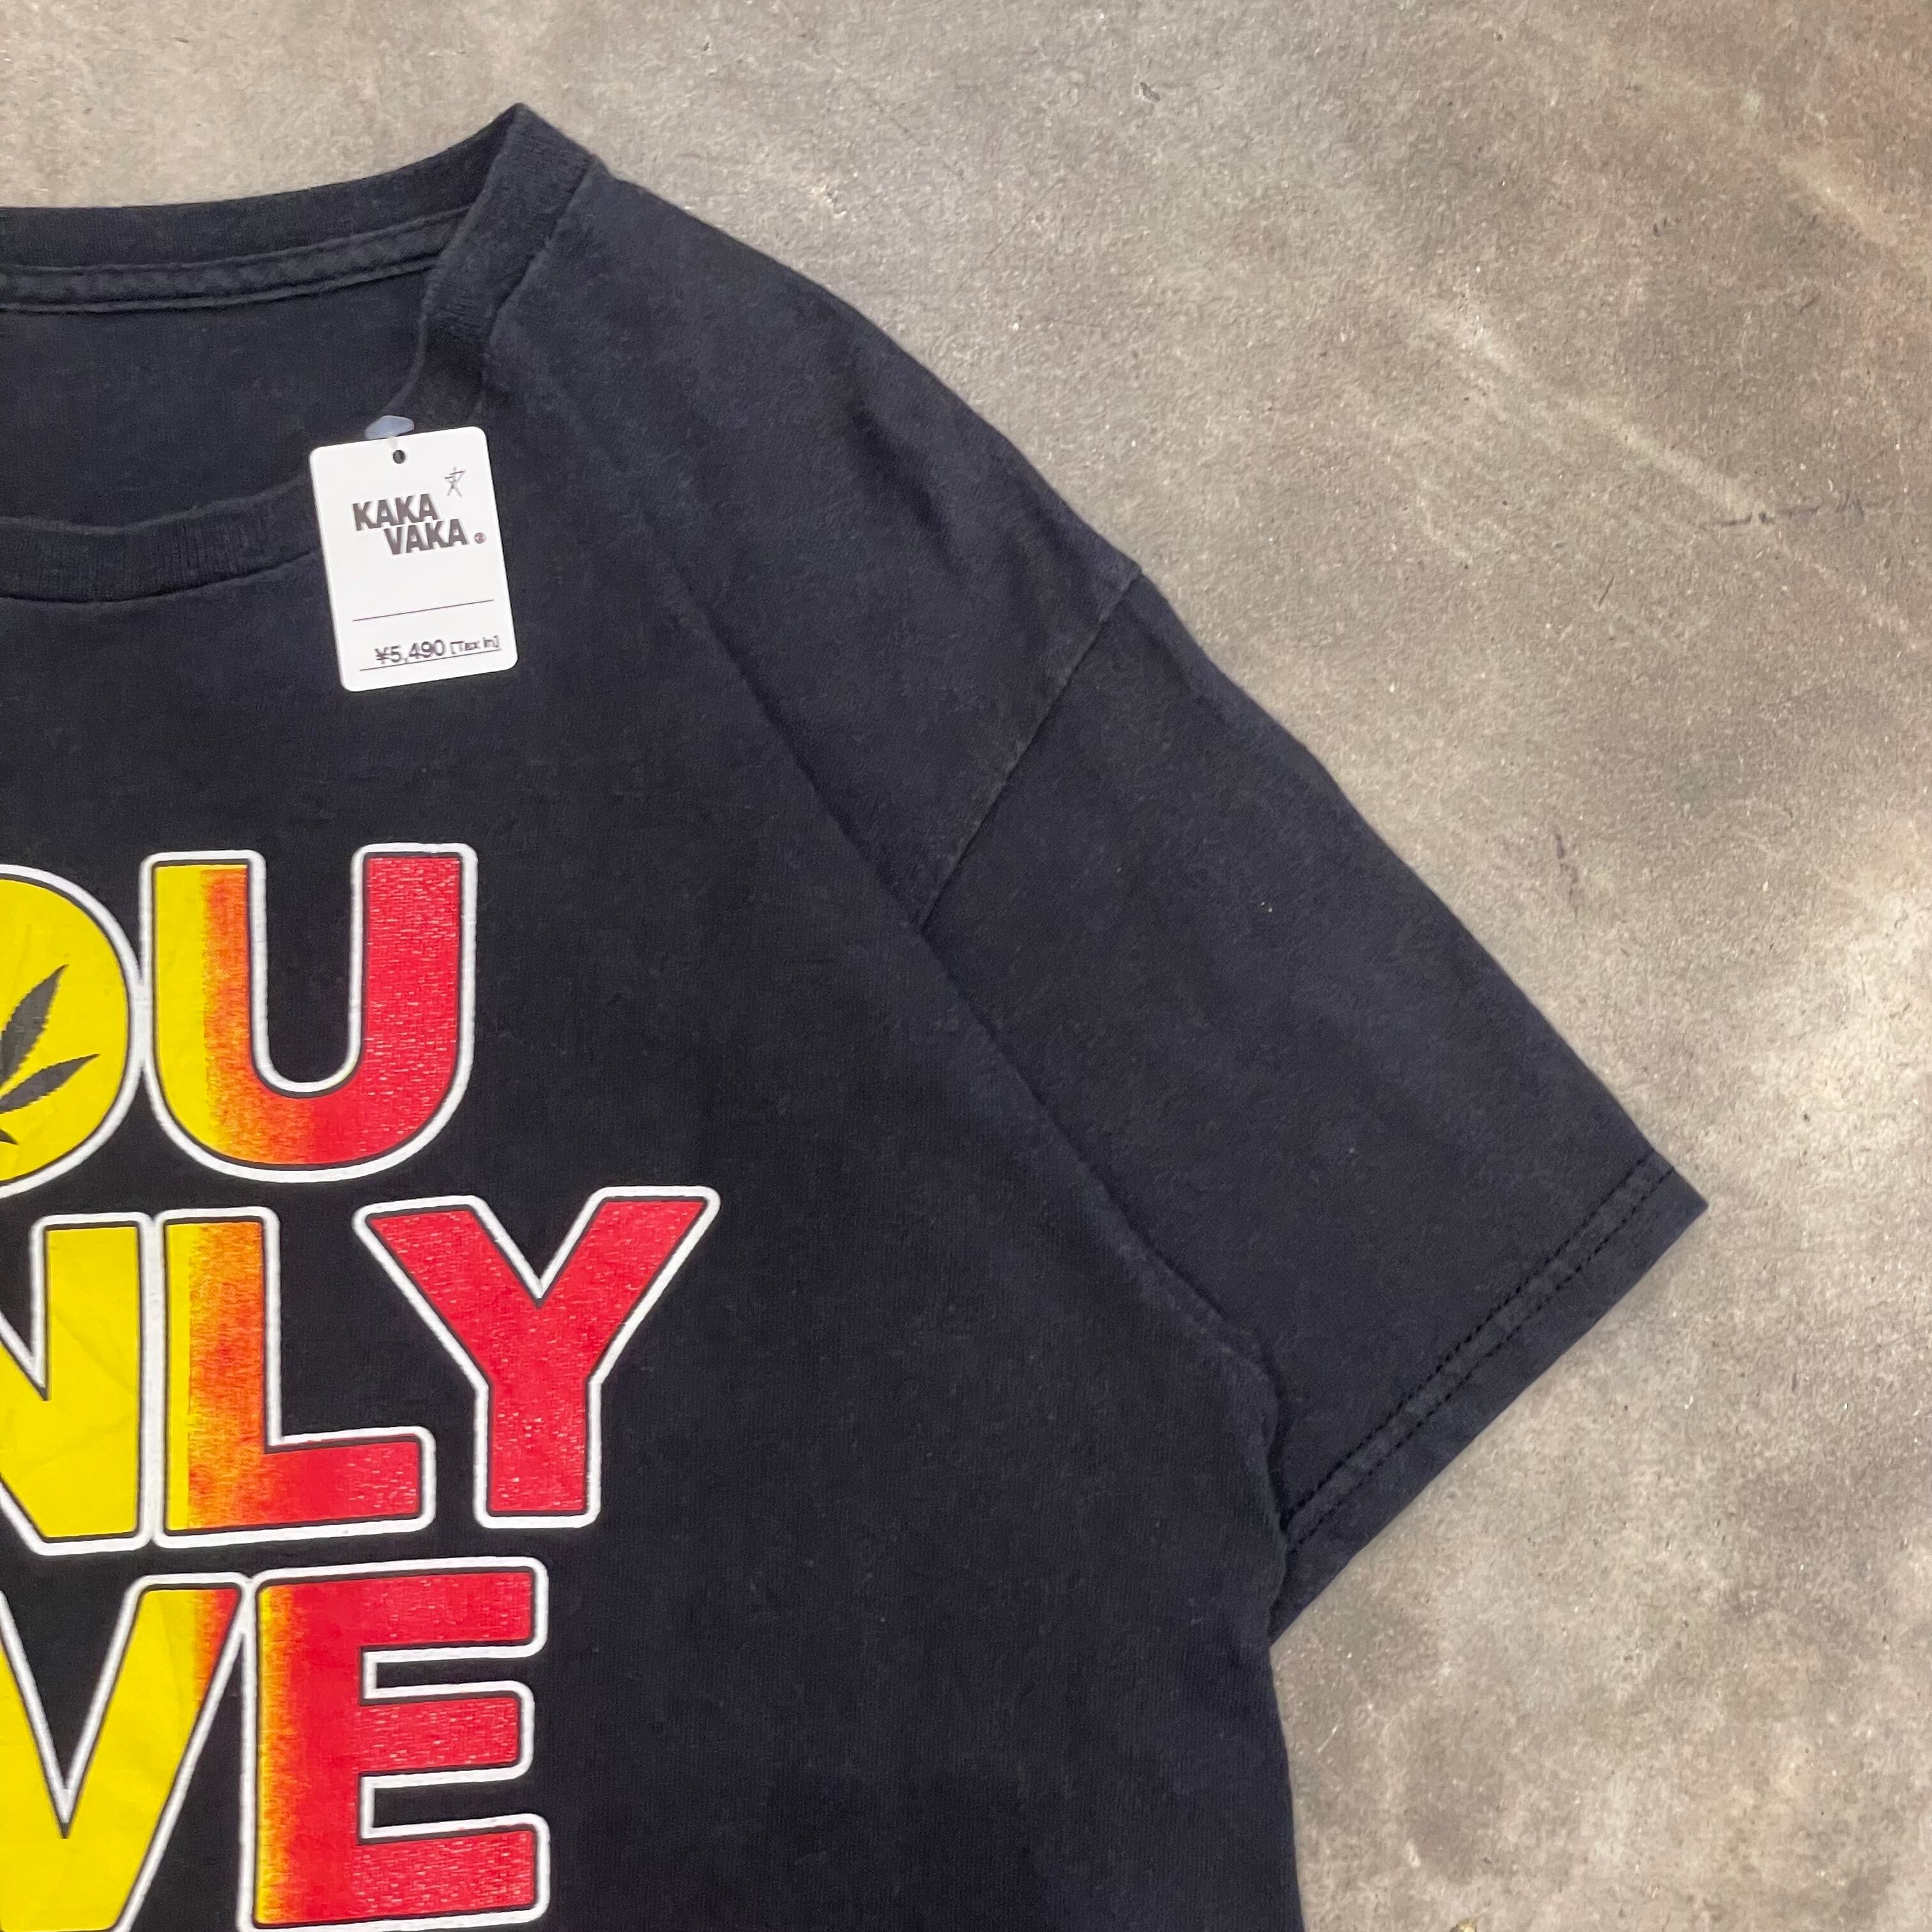 KAKA
VAKA®
¥5,490 [Tax in]
OU
NLY
VE